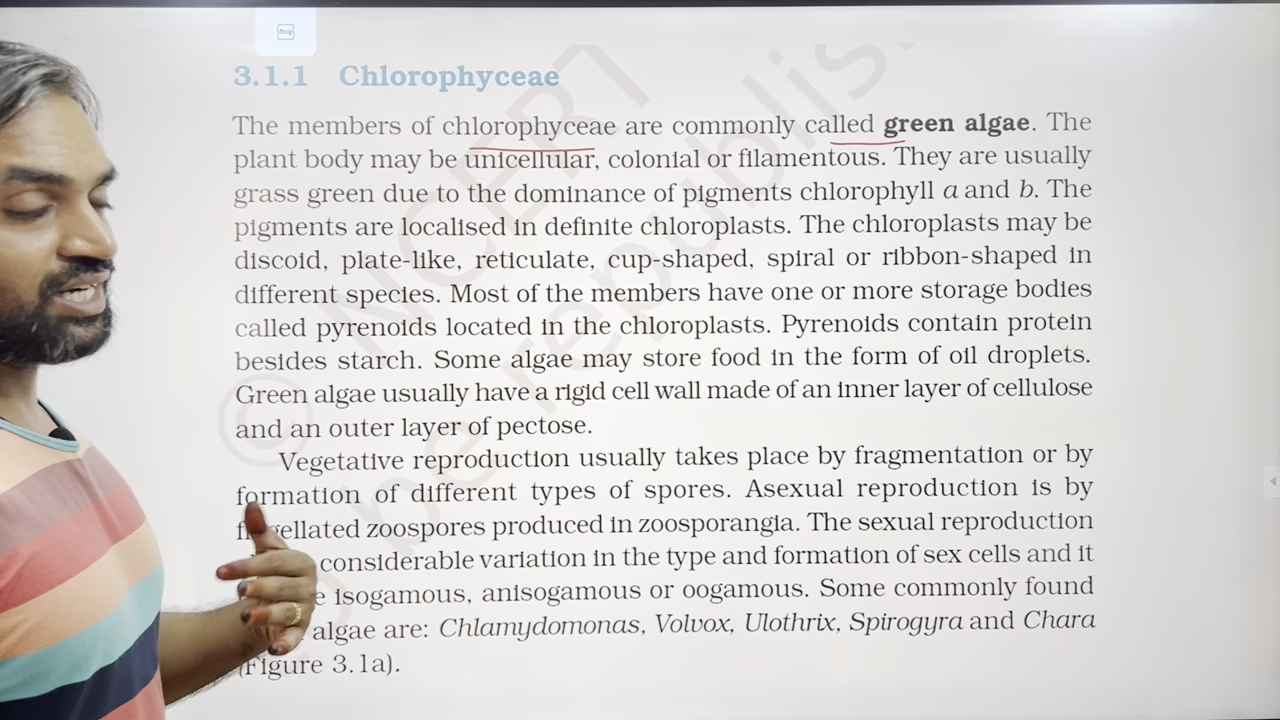 3.1.1 Chlorophyceae
The members of chlorophyceae are commonly called green algae. The
plant body may be unicellular, colonial or filamentous. They are usually
grass green due to the dominance of pigments chlorophyll a and b. The
pigments are localised in definite chloroplasts. The chloroplasts may be
discoid, plate-like, reticulate, cup-shaped, spiral or ribbon-shaped in
different species. Most of the members have one or more storage bodies
called pyrenoids located in the chloroplasts. Pyrenoids contain protein
besides starch. Some algae may store food in the form of oil droplets.
Green algae usually have a rigid cell wall made of an inner layer of cellulose
and an outer layer of pectose.
Vegetative reproduction usually takes place by fragmentation or by
formation of different types of spores. Asexual reproduction is by
zoospores produced in zoosporangia. The sexual reproduction
considerable variation in the type and formation of sex cells and it
isogamous, anisogamous or oogamous. Some commonly found
algae are: Chlamydomonas, Volvox, Ulothrix, Spirogyra and Chara
(Figure 3.1a).
© NCERT
be republis